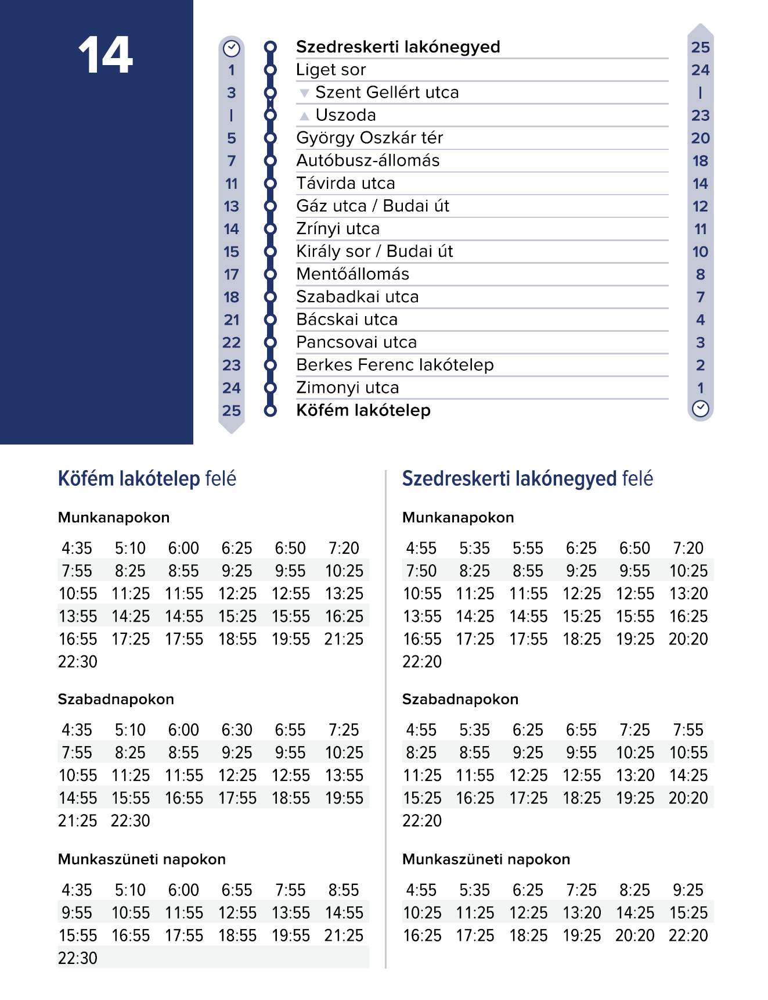 14
Szedreskerti lakónegyed 25
1 Liget sor 24
3 ▼ Szent Gellért utca |
| ▲ Uszoda 23
5 György Oszkár tér 20
7 Autóbusz-állomás 18
11 Távirda utca 14
13 Gáz utca / Budai út 12
14 Zrínyi utca 11
15 Király sor / Budai út 10
17 Mentőállomás 8
18 Szabadkai utca 7
21 Bácskai utca 4
22 Pancsovai utca 3
23 Berkes Ferenc lakótelep 2
24 Zimonyi utca 1
25 Köfém lakótelep
Köfém lakótelep felé
Munkanapokon
4:35 5:10 6:00 6:25 6:50 7:20
7:55 8:25 8:55 9:25 9:55 10:25
10:55 11:25 11:55 12:25 12:55 13:25
13:55 14:25 14:55 15:25 15:55 16:25
16:55 17:25 17:55 18:55 19:55 21:25
22:30
Szabadnapokon
4:35 5:10 6:00 6:30 6:55 7:25
7:55 8:25 8:55 9:25 9:55 10:25
10:55 11:25 11:55 12:25 12:55 13:55
14:55 15:55 16:55 17:55 18:55 19:55
21:25 22:30
Munkaszüneti napokon
4:35 5:10 6:00 6:55 7:55 8:55
9:55 10:55 11:55 12:55 13:55 14:55
15:55 16:55 17:55 18:55 19:55 21:25
22:30
Szedreskerti lakónegyed felé
Munkanapokon
4:55 5:35 5:55 6:25 6:50 7:20
7:50 8:25 8:55 9:25 9:55 10:25
10:55 11:25 11:55 12:25 12:55 13:20
13:55 14:25 14:55 15:25 15:55 16:25
16:55 17:25 17:55 18:25 19:25 20:20
22:20
Szabadnapokon
4:55 5:35 6:25 6:55 7:25 7:55
8:25 8:55 9:25 9:55 10:25 10:55
11:25 11:55 12:25 12:55 13:20 14:25
15:25 16:25 17:25 18:25 19:25 20:20
22:20
Munkaszüneti napokon
4:55 5:35 6:25 7:25 8:25 9:25
10:25 11:25 12:25 13:20 14:25 15:25
16:25 17:25 18:25 19:25 20:20 22:20